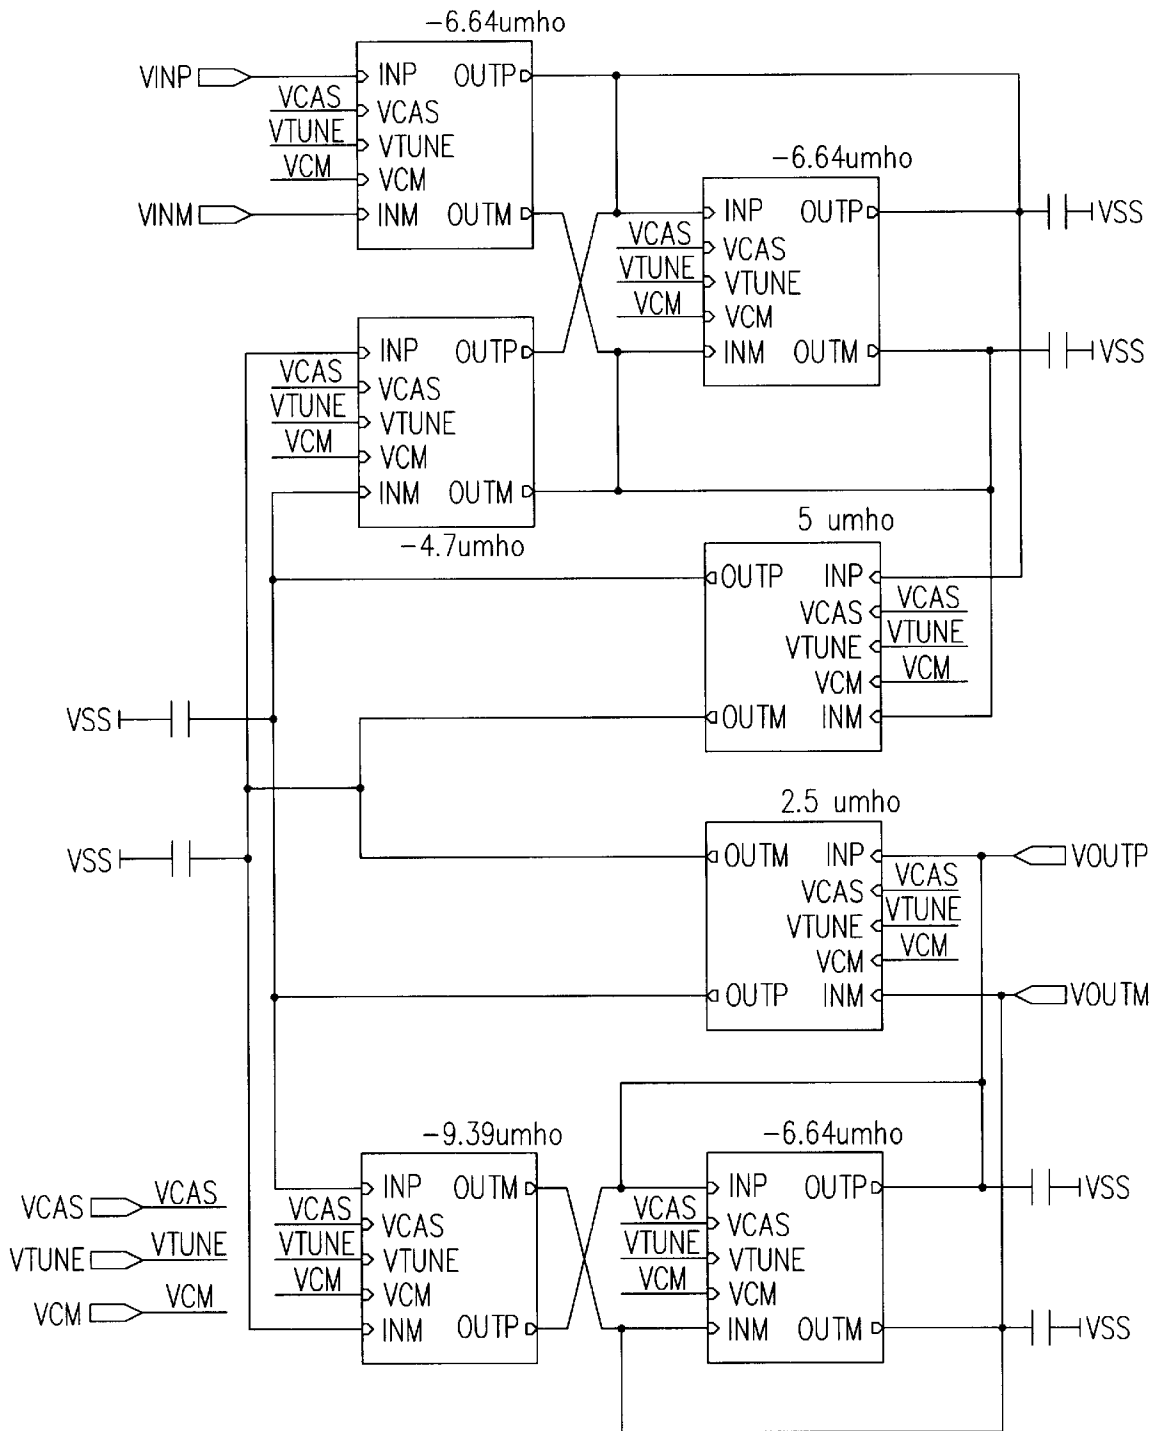 -6.64umho
VINP
INP OUTP
VCAS
VCAS
VTUNE
VTUNE
VCM
VCM
VINM
INM OUTM
-6.64umho
INP OUTP
VSS
VCAS
VCAS
VTUNE
VTUNE
VCM
VCM
INM OUTM
VSS
INP OUTP
VCAS
VCAS
VTUNE
VTUNE
VCM
VCM
INM OUTM
-4.7umho
5 umho
OUTP INP
VCAS
VCAS
VTUNE
VTUNE
VCM
VCM
OUTM INM
VSS
2.5 umho
VSS
OUTM INP
VOUTP
VCAS
VCAS
VTUNE
VTUNE
VCM
VCM
OUTP INM
VOUTM
-9.39umho
INP OUTM
VCAS
VCAS
VTUNE
VTUNE
VCM
VCM
INM OUTP
-6.64umho
INP OUTP
VSS
VCAS
VCAS
VTUNE
VTUNE
VCM
VCM
INM OUTM
VSS
VCAS
VCAS
VTUNE
VTUNE
VCM
VCM